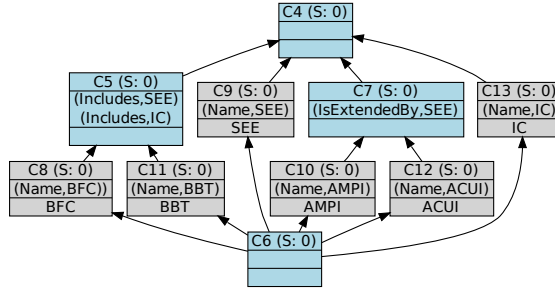 C4 (S: 0)
C5 (S: 0)
(Includes,SEE)
(Includes,IC)
C9 (S: 0)
(Name,SEE)
SEE
C7 (S: 0)
(IsExtendedBy,SEE)
C13 (S: 0)
(Name,IC)
IC
C8 (S: 0)
(Name,BFC))
BFC
C11 (S: 0)
(Name,BBT)
BBT
C10 (S: 0)
(Name,AMPI)
AMPI
C12 (S: 0)
(Name,ACUI)
ACUI
C6 (S: 0)